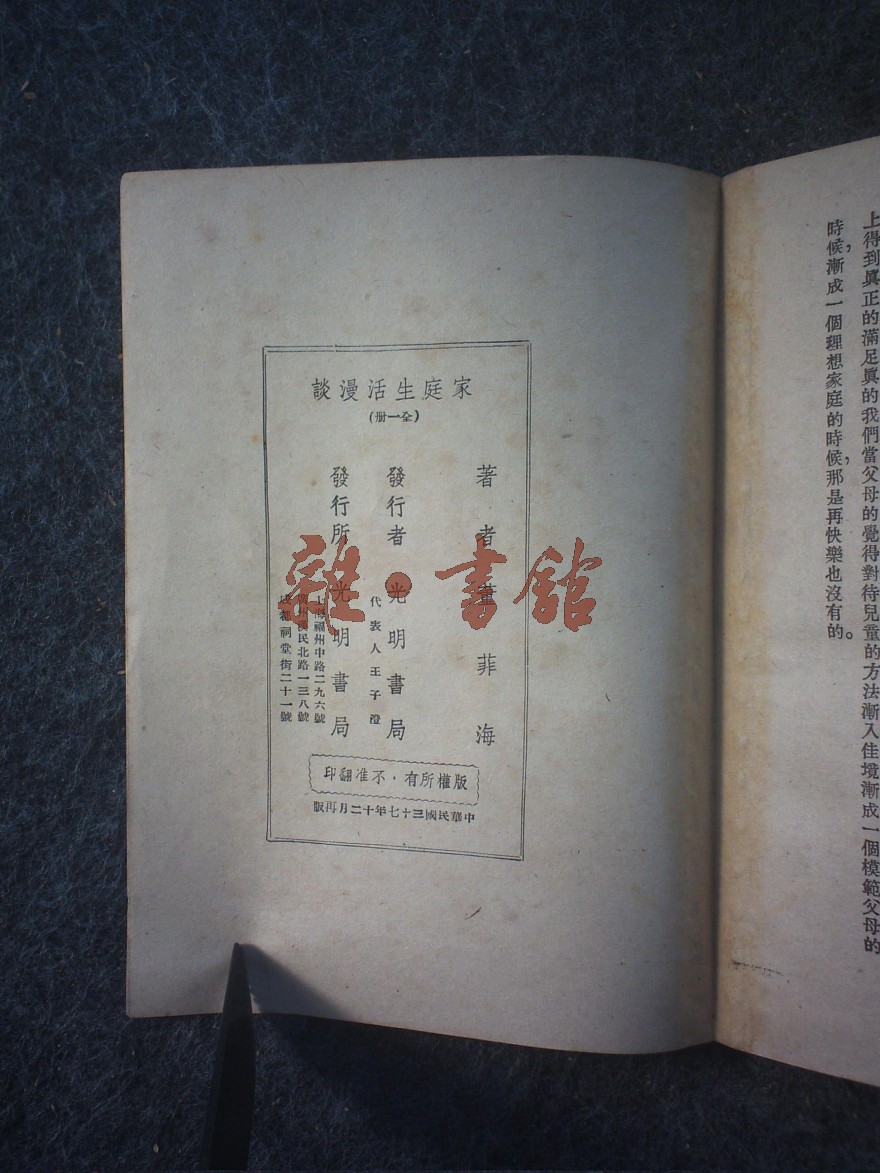 上得到眞正的滿足眞的我們當父母的覺得對待兒童的方法漸入佳境漸成一個模範父母的
時候，漸成一個理想家庭的時候，那是再快樂也沒有的。
家庭生活漫談
(全一册)
著者 董菲海
發行者 光明書局
代表人王子澄
發行所 光明書局
上海福州中路二九六號
廣州漢民北路一三八號
成都祠堂街二十一號
版權所有·不准翻印
中華民國三十七年十二月再版
雜·書館